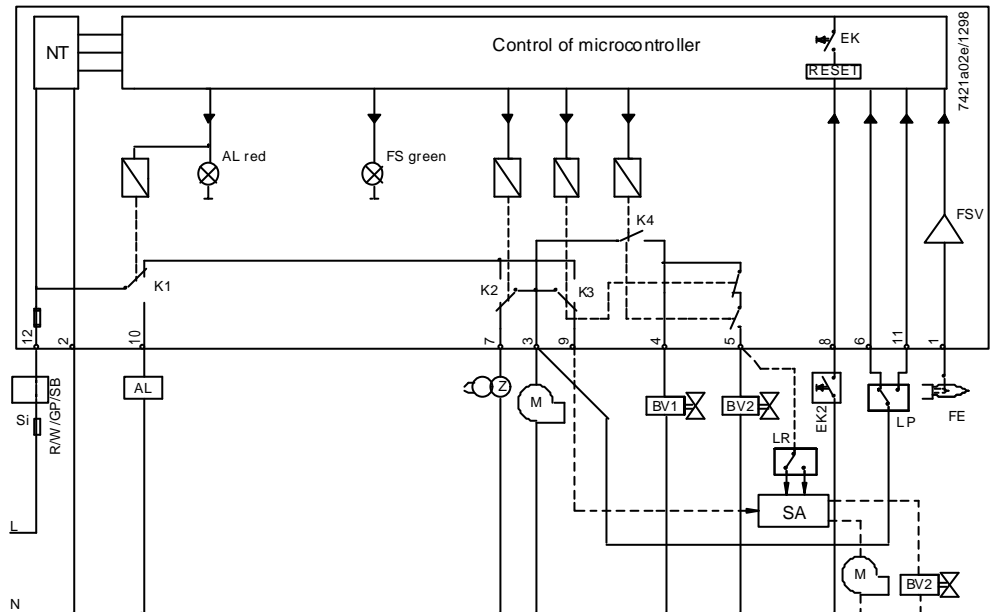 NT
Control of microcontroller
EK
RESET
7421a02e/1298
AL red
FS green
FSV
K4
K1
K2
K3
12
2
10
7
3
9
4
5
8
6
11
1
AL
Z
M
BV1
BV2
EK2
LP
FE
Si
R/W/GP/SB
LR
SA
L
M
BV2
N